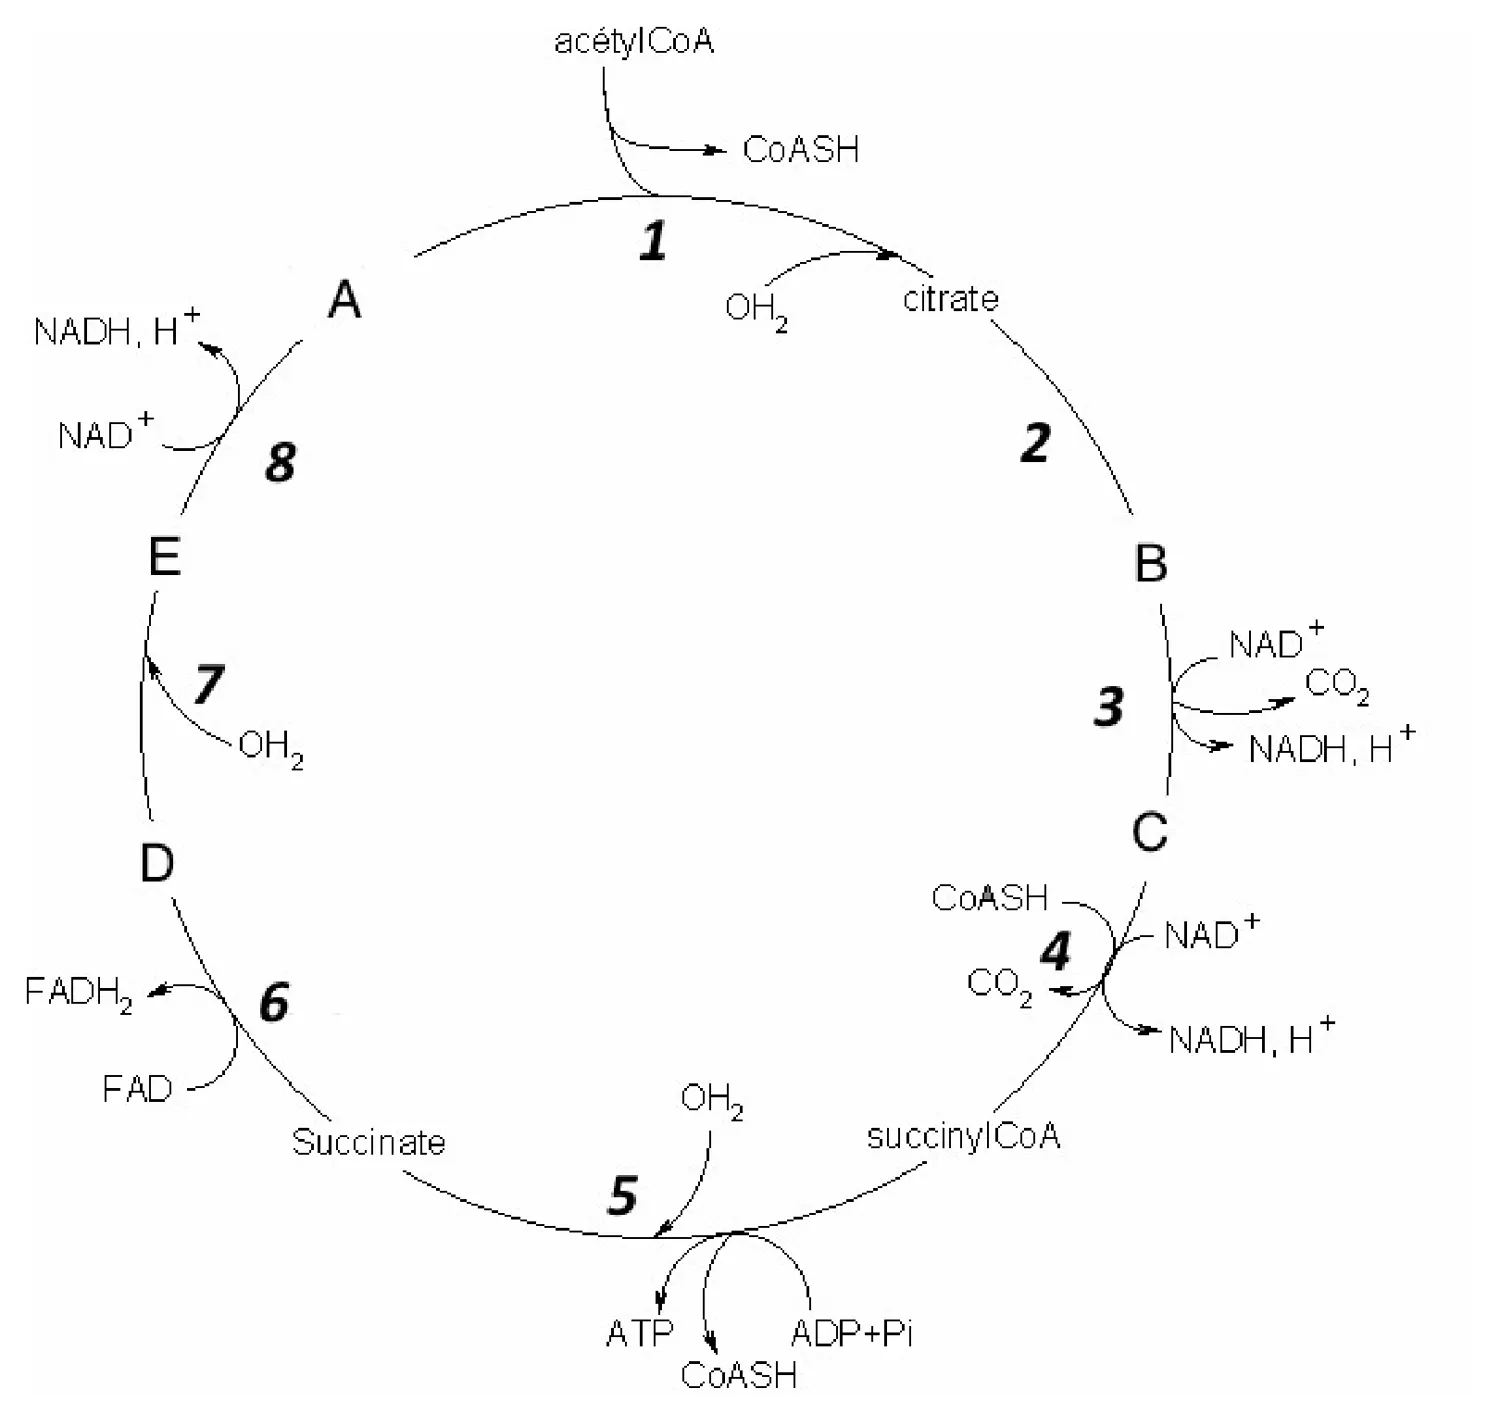 acétylCoA
CoASH
1
OH2
citrate
A
NADH, H+
NAD+
8
2
E
B
NAD+
CO2
3
NADH, H+
7
OH2
D
C
CoASH
4
NAD+
CO2
NADH, H+
FADH2
6
FAD
OH2
Succinate
succinylCoA
5
ATP
ADP+Pi
CoASH